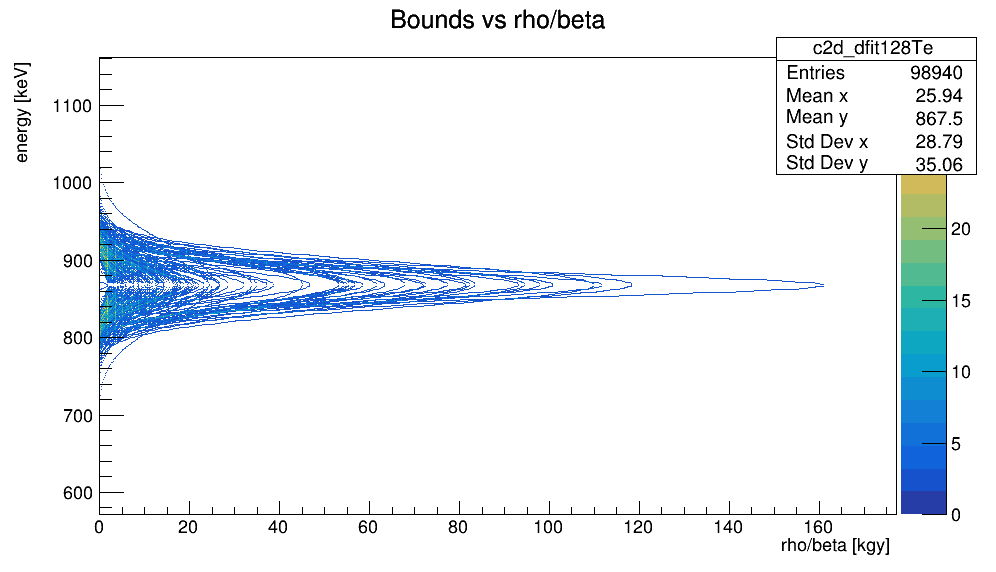 Bounds vs rho/beta
c2d_dfit128Te
Entries 98940
Mean x 25.94
Mean y 867.5
Std Dev x 28.79
Std Dev y 35.06
energy [keV]
1100
1000
900
800
700
600
0 20 40 60 80 100 120 140 160
rho/beta [kgy]
20
15
10
5
0